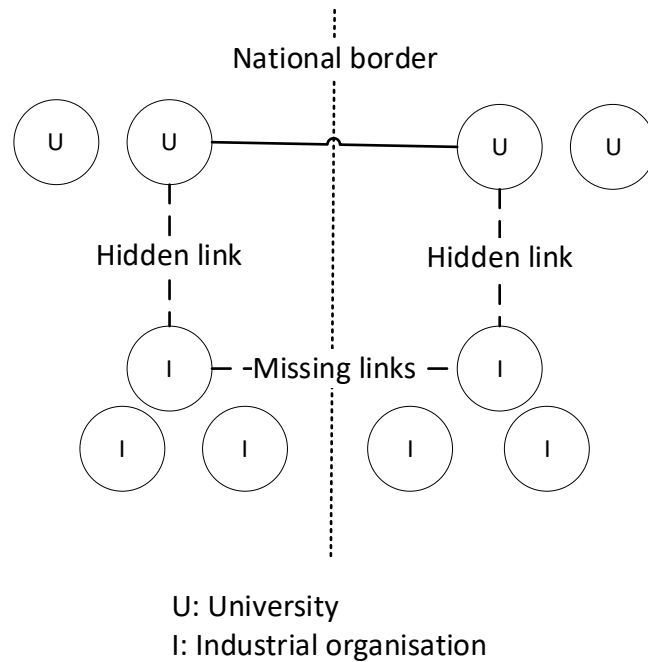 National border
U U U U
Hidden link Hidden link
I Missing links I
I I I I
U: University
I: Industrial organisation